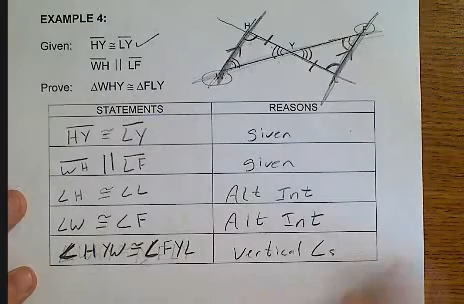 EXAMPLE 4:
H
Given: HY ≅ LY ✓
Y
WH || LF
Prove: ΔWHY ≅ ΔFLY
STATEMENTS REASONS
HY ≅ LY given
WH || LF given
∠H ≅ ∠L Alt Int
∠W ≅ ∠F Alt Int
∠HYW ≅ ∠FYL vertical ∠s